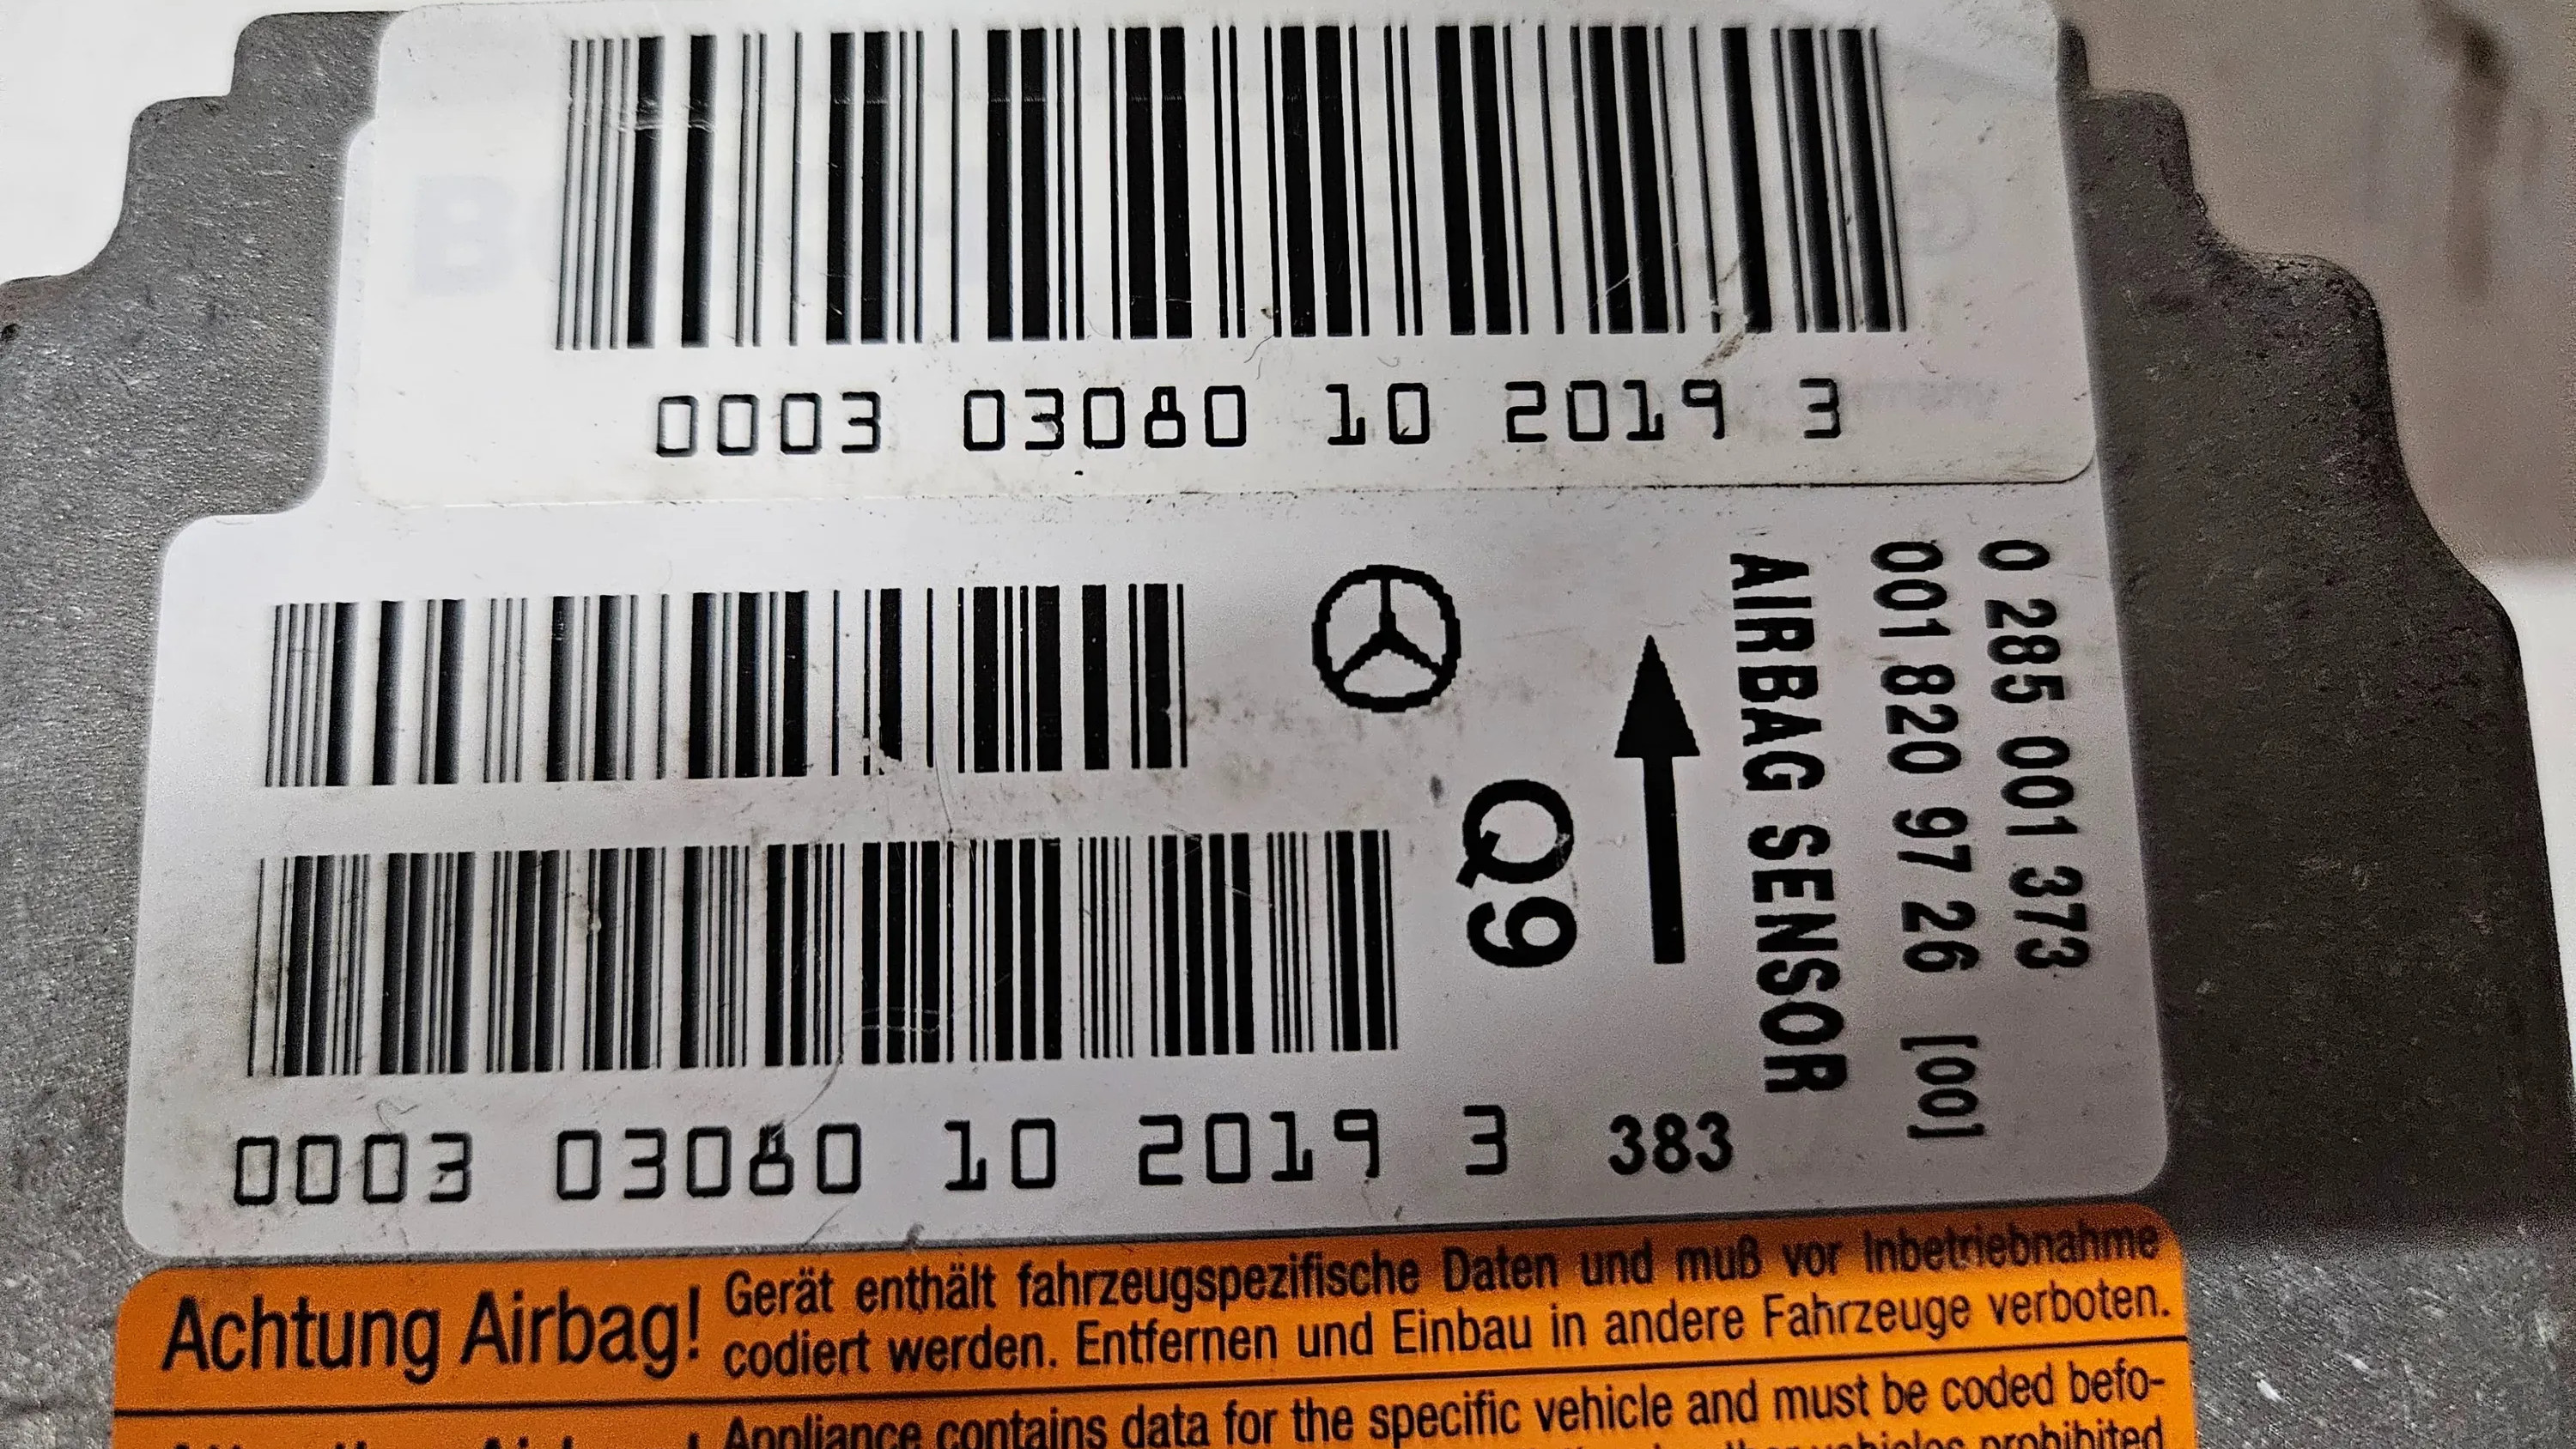 0003 03080 10 2019 3
0 285 001 373
001 820 97 26 [00]
AIRBAG SENSOR
Q9
0003 03080 10 2019 3 383
Achtung Airbag! Gerät enthält fahrzeugspezifische Daten und muß vor Inbetriebnahme
codiert werden. Entfernen und Einbau in andere Fahrzeuge verboten.
Appliance contains data for the specific vehicle and must be coded befo-
vehicles prohibited